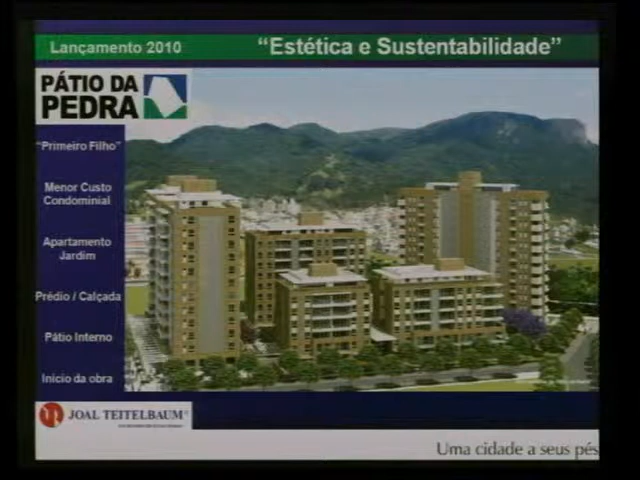 Lançamento 2010
“Estética e Sustentabilidade”
PÁTIO DA
PEDRA
“Primeiro Filho”
Menor Custo
Condominial
Apartamento
Jardim
Prédio / Calçada
Pátio Interno
Início da obra
JOAL TEITELBAUM®
Uma cidade a seus pés